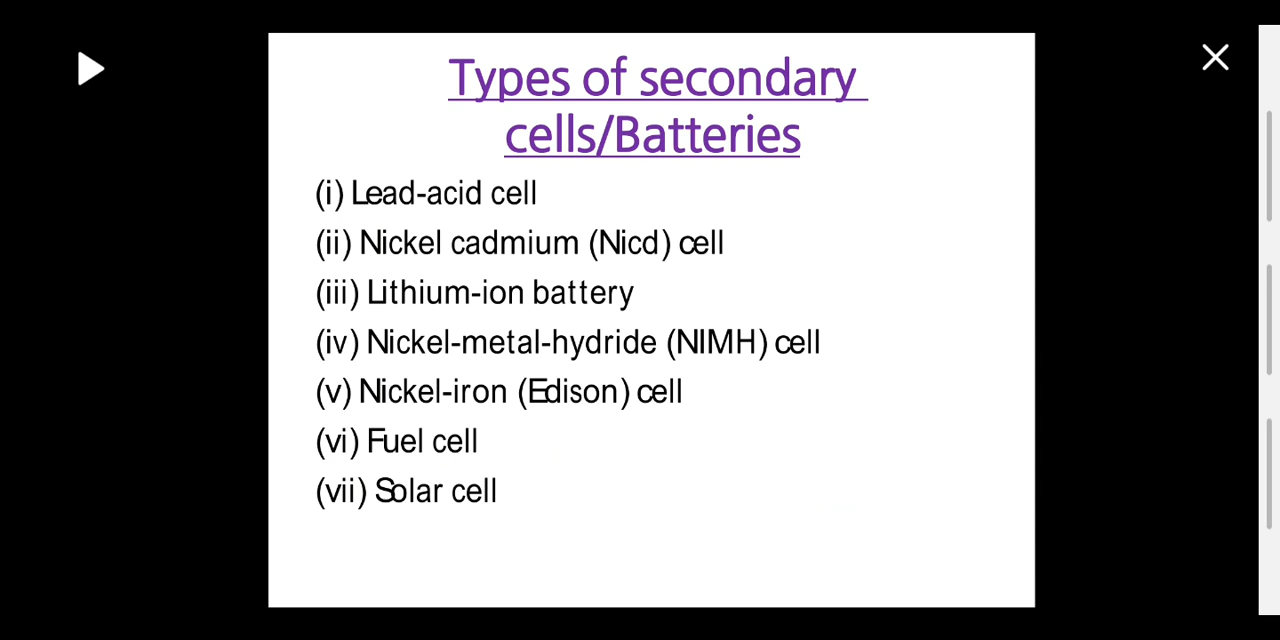 Types of secondary
cells/Batteries
(i) Lead-acid cell
(ii) Nickel cadmium (Nicd) cell
(iii) Lithium-ion battery
(iv) Nickel-metal-hydride (NIMH) cell
(v) Nickel-iron (Edison) cell
(vi) Fuel cell
(vii) Solar cell